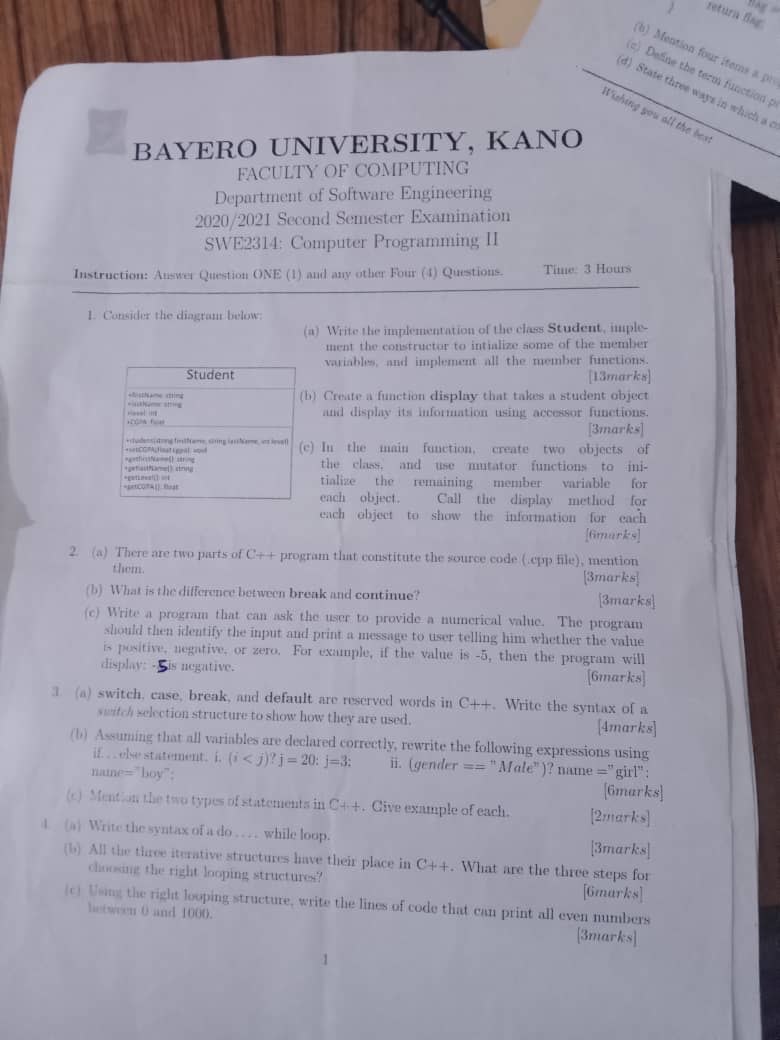 return flag;
(b) Mention four items a
(c) Define the term function
(d) State three ways in which a
Wishing you all the best
BAYERO UNIVERSITY, KANO
FACULTY OF COMPUTING
Department of Software Engineering
2020/2021 Second Semester Examination
SWE2314: Computer Programming II
Instruction: Answer Question ONE (1) and any other Four (4) Questions. Time: 3 Hours
1. Consider the diagram below:
Student
+firstName: string
+lastName: string
+level: int
+CGPA: float
+student(string firstName, string lastName, int level)
+setCGPA(float cgpa): void
+getfirstName(): string
+getlastName(): string
+getLevel(): int
+getCGPA(): float
(a) Write the implementation of the class Student, imple-
ment the constructor to intialize some of the member
variables, and implement all the member functions.
[13marks]
(b) Create a function display that takes a student object
and display its information using accessor functions.
[3marks]
(c) In the main function, create two objects of
the class, and use mutator functions to ini-
tialize the remaining member variable for
each object. Call the display method for
each object to show the information for each
[6marks]
2. (a) There are two parts of C++ program that constitute the source code (.cpp file), mention
them. [3marks]
(b) What is the difference between break and continue? [3marks]
(c) Write a program that can ask the user to provide a numerical value. The program
should then identify the input and print a message to user telling him whether the value
is positive, negative, or zero. For example, if the value is -5, then the program will
display: -5is negative. [6marks]
3. (a) switch, case, break, and default are reserved words in C++. Write the syntax of a
switch selection structure to show how they are used. [4marks]
(b) Assuming that all variables are declared correctly, rewrite the following expressions using
if...else statement. i. (i < j)? j = 20: j=3; ii. (gender == "Male")? name ="girl":
name="boy"; [6marks]
(c) Mention the two types of statements in C++. Give example of each. [2marks]
4. (a) Write the syntax of a do .... while loop. [3marks]
(b) All the three iterative structures have their place in C++. What are the three steps for
choosing the right looping structures? [6marks]
(c) Using the right looping structure, write the lines of code that can print all even numbers
between 0 and 1000. [3marks]
1